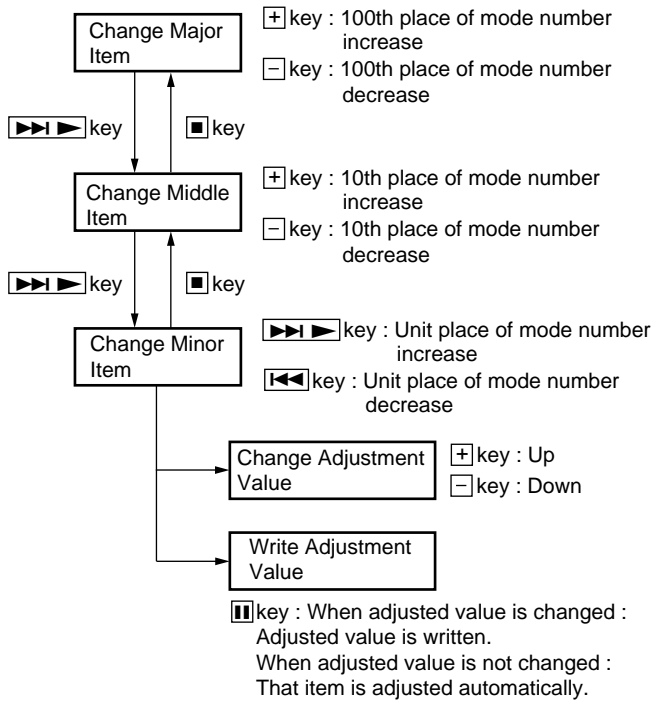 Change Major
Item
+ key : 100th place of mode number
increase
− key : 100th place of mode number
decrease
key
key
Change Middle
Item
+ key : 10th place of mode number
increase
− key : 10th place of mode number
decrease
key
key
Change Minor
Item
key : Unit place of mode number
increase
key : Unit place of mode number
decrease
Change Adjustment
Value
+ key : Up
− key : Down
Write Adjustment
Value
key : When adjusted value is changed :
Adjusted value is written.
When adjusted value is not changed :
That item is adjusted automatically.